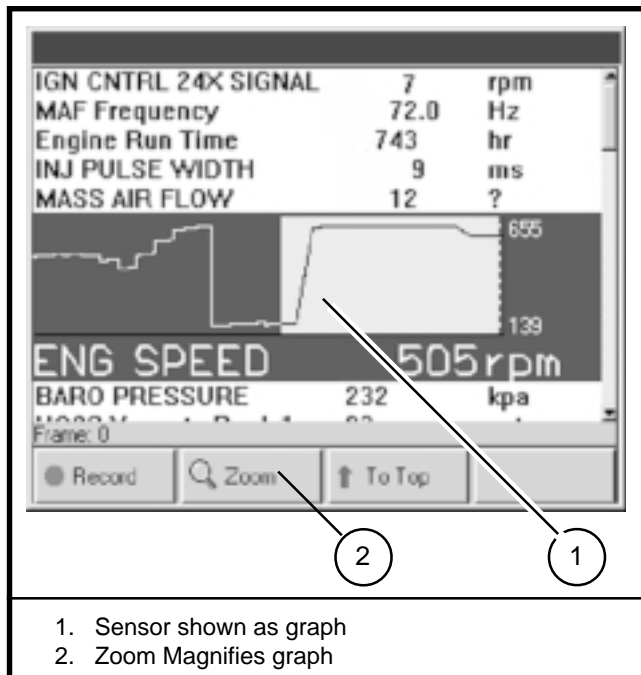 IGN CNTRL 24X SIGNAL 7 rpm
MAF Frequency 72.0 Hz
Engine Run Time 743 hr
INJ PULSE WIDTH 9 ms
MASS AIR FLOW 12 ?
655
139
ENG SPEED 505rpm
BARO PRESSURE 232 kpa
Frame: 0
Record Zoom To Top
2 1
1. Sensor shown as graph
2. Zoom Magnifies graph